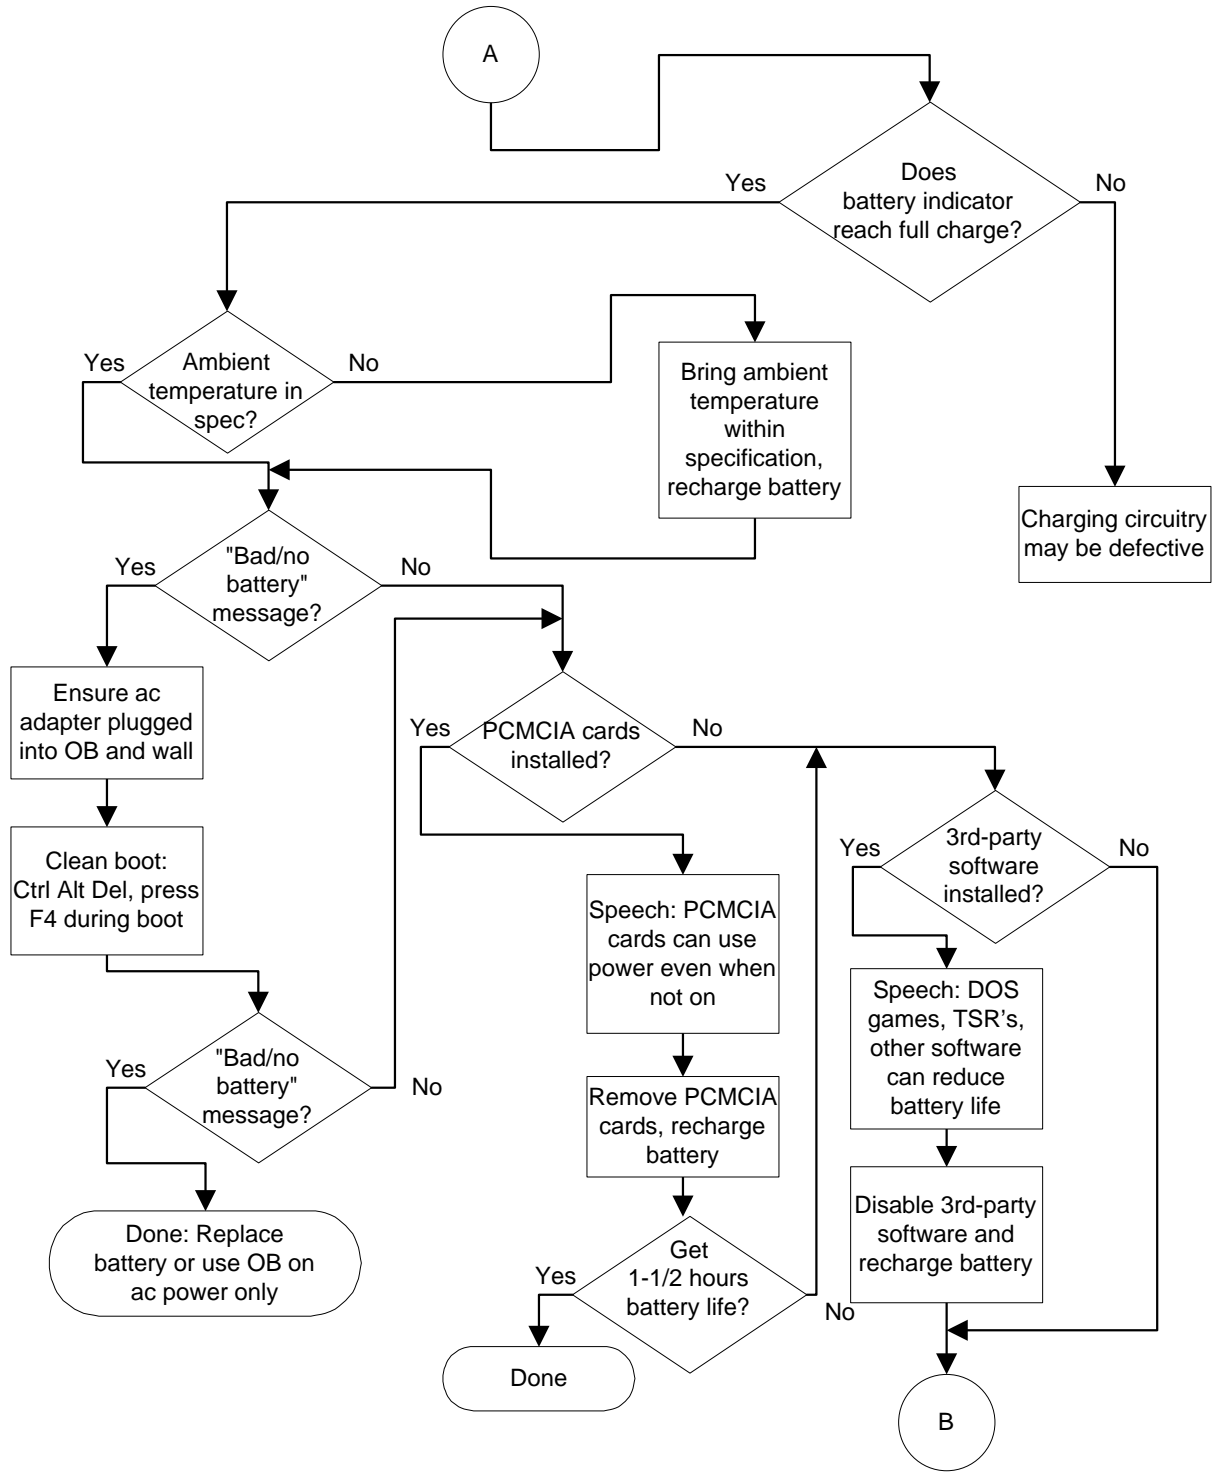 A
Does
battery indicator
reach full charge?
Yes
No
Ambient
temperature in
spec?
Yes
No
Bring ambient
temperature
within
specification,
recharge battery
Charging circuitry
may be defective
"Bad/no
battery"
message?
Yes
No
Ensure ac
adapter plugged
into OB and wall
Clean boot:
Ctrl Alt Del, press
F4 during boot
"Bad/no
battery"
message?
Yes
No
Done: Replace
battery or use OB on
ac power only
PCMCIA cards
installed?
Yes
No
Speech: PCMCIA
cards can use
power even when
not on
Remove PCMCIA
cards, recharge
battery
Get
1-1/2 hours
battery life?
Yes
No
Done
3rd-party
software
installed?
Yes
No
Speech: DOS
games, TSR's,
other software
can reduce
battery life
Disable 3rd-party
software and
recharge battery
B